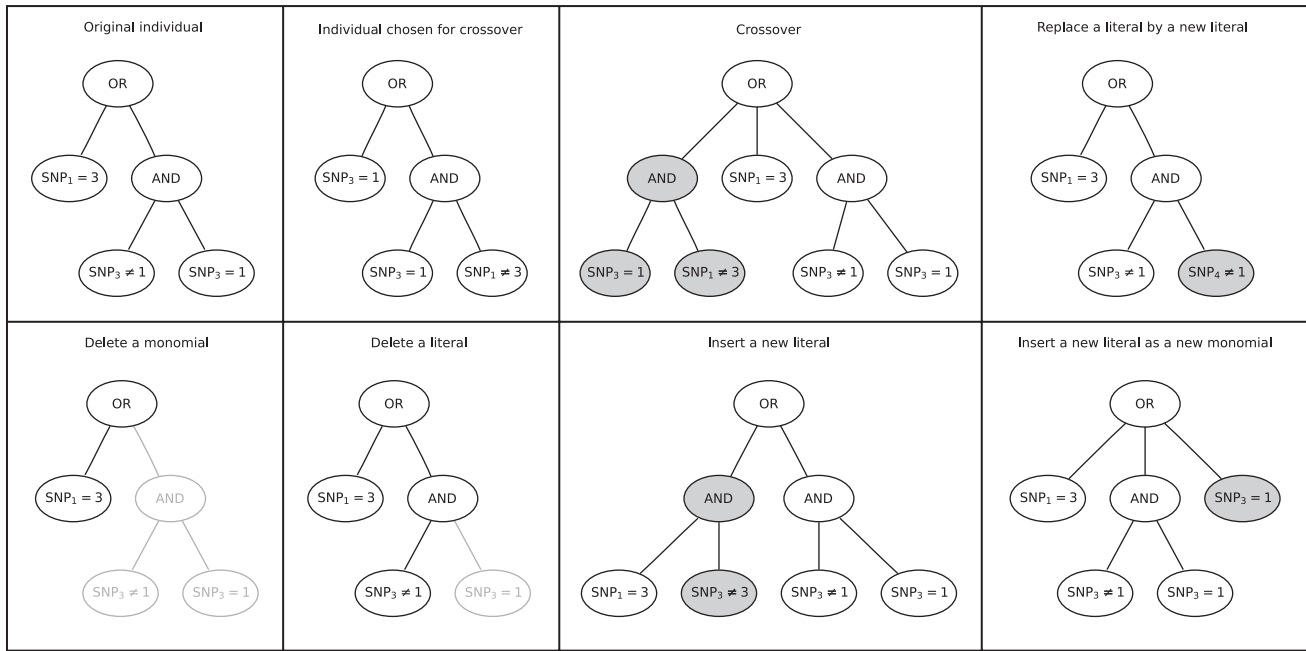 Original individual
OR
SNP₁ = 3
AND
SNP₃ ≠ 1
SNP₃ = 1
Individual chosen for crossover
OR
SNP₃ = 1
AND
SNP₃ = 1
SNP₁ ≠ 3
Crossover
OR
AND
SNP₁ = 3
AND
SNP₃ = 1
SNP₁ ≠ 3
SNP₃ ≠ 1
SNP₃ = 1
Replace a literal by a new literal
OR
SNP₁ = 3
AND
SNP₃ ≠ 1
SNP₄ ≠ 1
Delete a monomial
OR
SNP₁ = 3
AND
SNP₃ ≠ 1
SNP₃ = 1
Delete a literal
OR
SNP₁ = 3
AND
SNP₃ ≠ 1
SNP₃ = 1
Insert a new literal
OR
AND
AND
SNP₁ = 3
SNP₃ ≠ 3
SNP₃ ≠ 1
SNP₃ = 1
Insert a new literal as a new monomial
OR
SNP₁ = 3
AND
SNP₃ = 1
SNP₃ ≠ 1
SNP₃ = 1